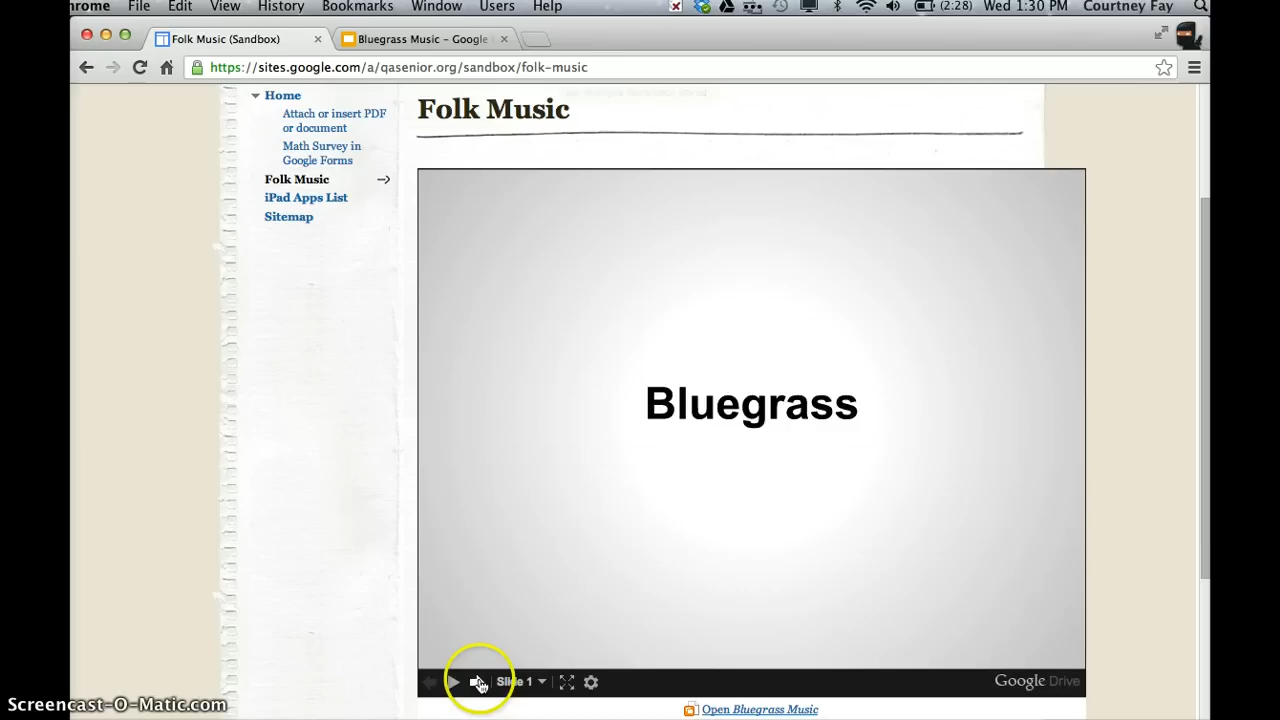 hrome File Edit View History Bookmarks Window Users Help (2:28) Wed 1:30 PM Courtney Fay
Folk Music (Sandbox) Bluegrass Music - Google
https://sites.google.com/a/qasenior.org/sandbox/folk-music
Home
Attach or insert PDF
or document
Math Survey in
Google Forms
Folk Music
iPad Apps List
Sitemap
Folk Music
Bluegrass
Slide 1 Google Drive
Open Bluegrass Music
Screencast-O-Matic.com